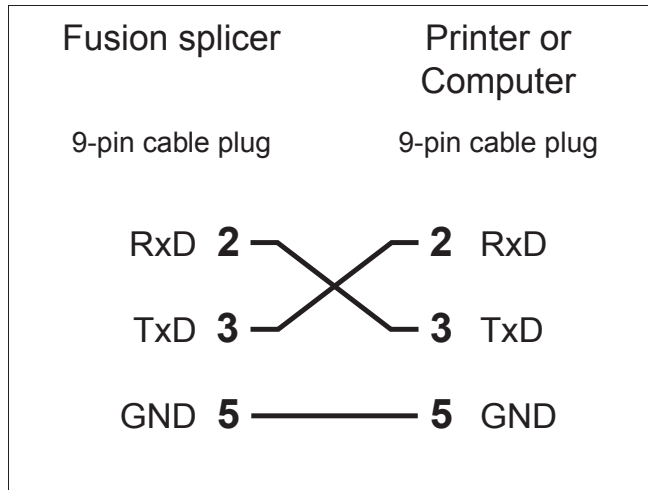 Fusion splicer
Printer or
Computer
9-pin cable plug
9-pin cable plug
RxD 2 2 RxD
TxD 3 3 TxD
GND 5 5 GND